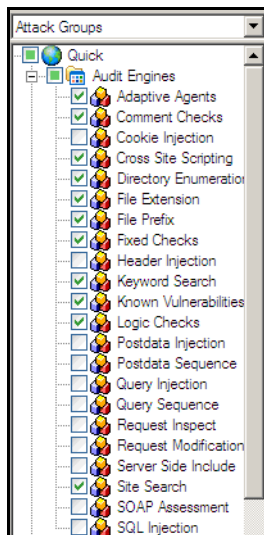 Attack Groups
Quick
Audit Engines
Adaptive Agents
Comment Checks
Cookie Injection
Cross Site Scripting
Directory Enumeration
File Extension
File Prefix
Fixed Checks
Header Injection
Keyword Search
Known Vulnerabilities
Logic Checks
Postdata Injection
Postdata Sequence
Query Injection
Query Sequence
Request Inspect
Request Modification
Server Side Include
Site Search
SOAP Assessment
SQL Injection